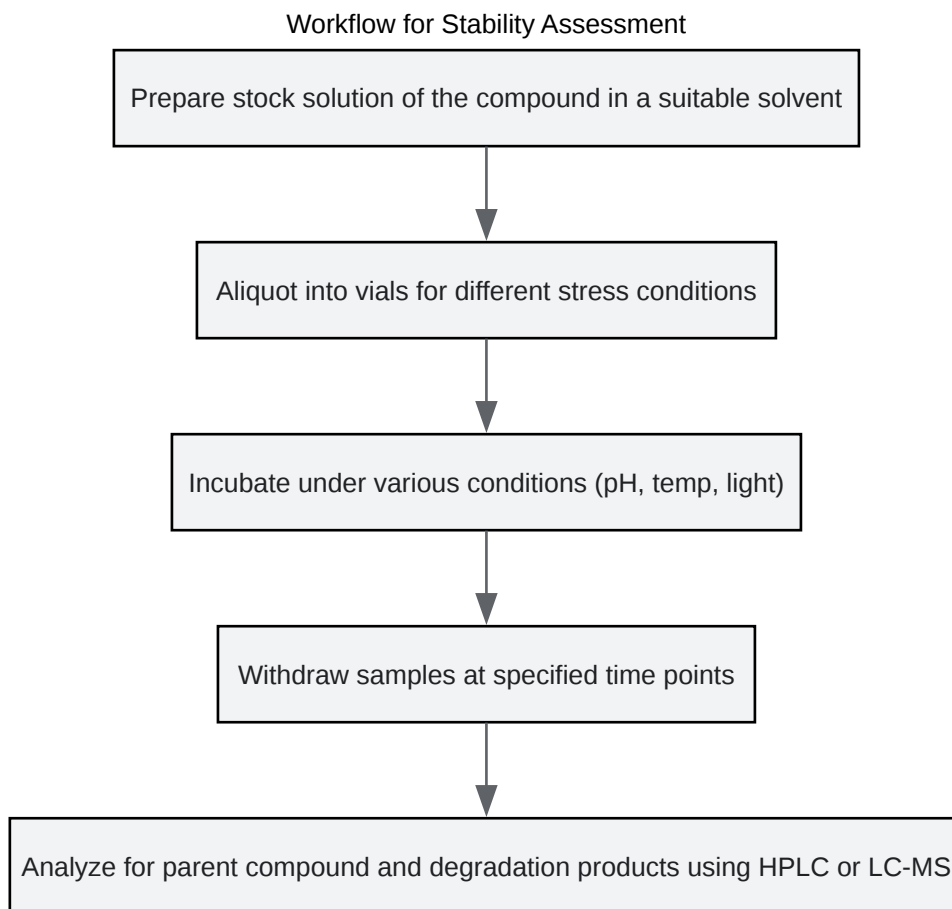 Workflow for Stability Assessment
Prepare stock solution of the compound in a suitable solvent
Aliquot into vials for different stress conditions
Incubate under various conditions (pH, temp, light)
Withdraw samples at specified time points
Analyze for parent compound and degradation products using HPLC or LC-MS